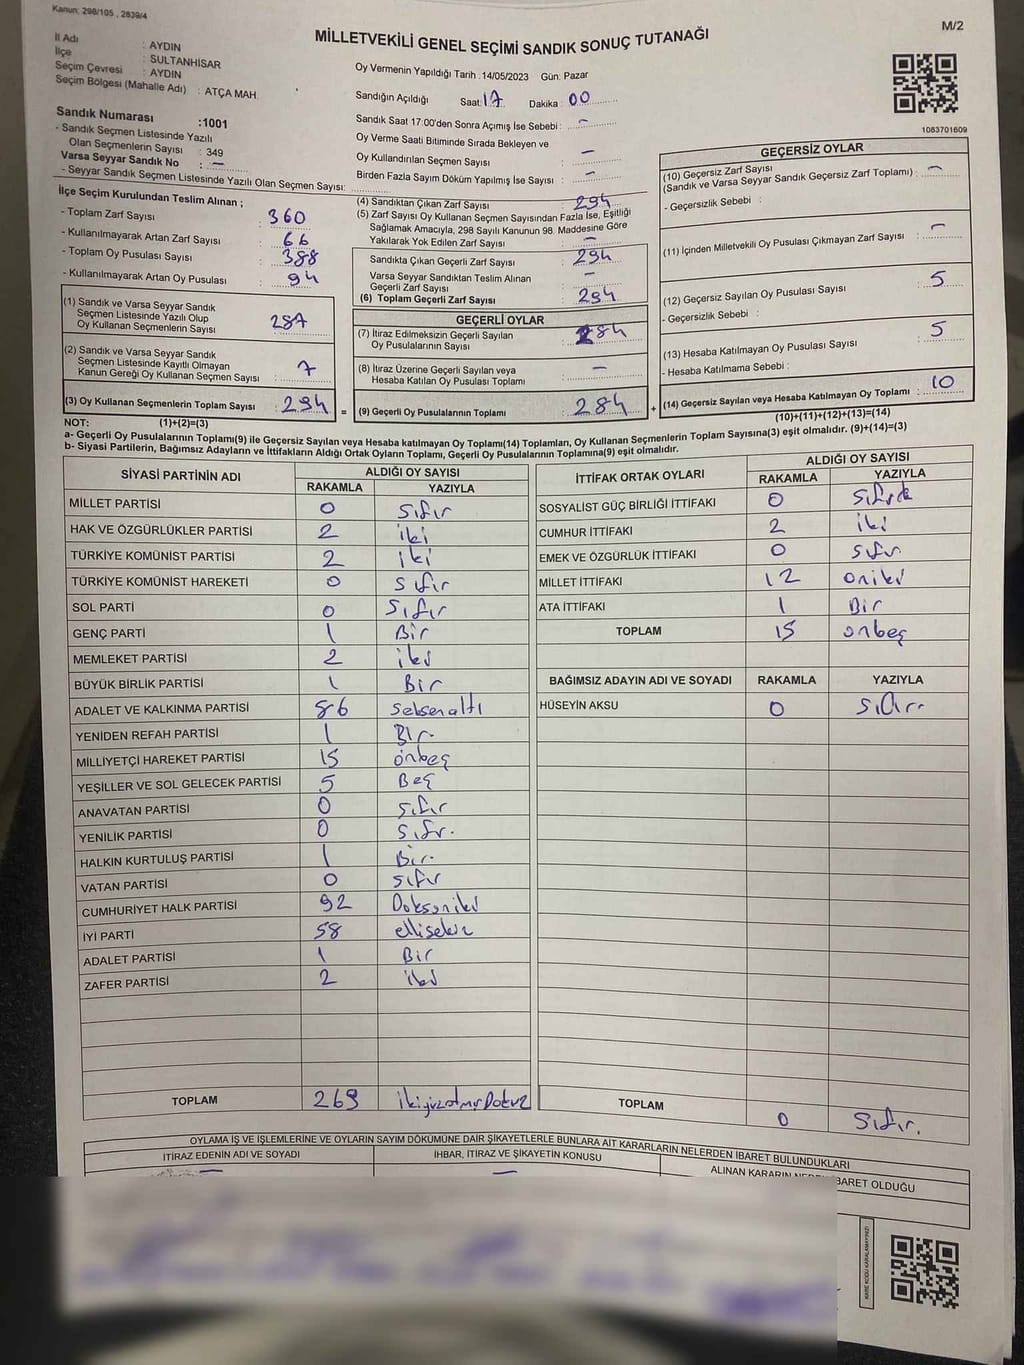 Kanun: 298/105 , 2839/4
M/2
MİLLETVEKİLİ GENEL SEÇİMİ SANDIK SONUÇ TUTANAĞI
İl Adı : AYDIN
İlçe : SULTANHİSAR
Seçim Çevresi : AYDIN
Seçim Bölgesi (Mahalle Adı) : ATÇA MAH.
Sandık Numarası :1001
- Sandık Seçmen Listesinde Yazılı
Olan Seçmenlerin Sayısı : 349
Varsa Seyyar Sandık No : -
- Seyyar Sandık Seçmen Listesinde Yazılı Olan Seçmen Sayısı:
Oy Vermenin Yapıldığı Tarih :14/05/2023 Gün: Pazar
Sandığın Açıldığı Saat: 17 Dakika : 00
Sandık Saat 17:00'den Sonra Açımış İse Sebebi : -
Oy Verme Saati Bitiminde Sırada Bekleyen ve
Oy Kullandırılan Seçmen Sayısı : -
Birden Fazla Sayım Döküm Yapılmış İse Sayısı : -
1063701609
İlçe Seçim Kurulundan Teslim Alınan ;
- Toplam Zarf Sayısı : 360
- Kullanılmayarak Artan Zarf Sayısı : 66
- Toplam Oy Pusulası Sayısı : 388
- Kullanılmayarak Artan Oy Pusulası : 94
(1) Sandık ve Varsa Seyyar Sandık
Seçmen Listesinde Yazılı Olup
Oy Kullanan Seçmenlerin Sayısı : 287
(2) Sandık ve Varsa Seyyar Sandık
Seçmen Listesinde Kayıtlı Olmayan
Kanun Gereği Oy Kullanan Seçmen Sayısı : 7
(3) Oy Kullanan Seçmenlerin Toplam Sayısı : 294 =
(1)+(2)=(3)
(4) Sandıktan Çıkan Zarf Sayısı : 294
(5) Zarf Sayısı Oy Kullanan Seçmen Sayısından Fazla İse, Eşitliği
Sağlamak Amacıyla, 298 Sayılı Kanunun 98. Maddesine Göre
Yakılarak Yok Edilen Zarf Sayısı : -
Sandıkta Çıkan Geçerli Zarf Sayısı : 294
Varsa Seyyar Sandıktan Teslim Alınan
Geçerli Zarf Sayısı : -
(6) Toplam Geçerli Zarf Sayısı : 294
GEÇERLİ OYLAR
(7) İtiraz Edilmeksizin Geçerli Sayılan
Oy Pusulalarının Sayısı : 284
(8) İtiraz Üzerine Geçerli Sayılan veya
Hesaba Katılan Oy Pusulası Toplamı : -
(9) Geçerli Oy Pusulalarının Toplamı : 284 +
GEÇERSİZ OYLAR
(10) Geçersiz Zarf Sayısı
(Sandık ve Varsa Seyyar Sandık Geçersiz Zarf Toplamı) : -
- Geçersizlik Sebebi :
(11) İçinden Milletvekili Oy Pusulası Çıkmayan Zarf Sayısı : -
(12) Geçersiz Sayılan Oy Pusulası Sayısı : 5
- Geçersizlik Sebebi :
(13) Hesaba Katılmayan Oy Pusulası Sayısı : 5
- Hesaba Katılmama Sebebi :
(14) Geçersiz Sayılan veya Hesaba Katılmayan Oy Toplamı : 10
(10)+(11)+(12)+(13)=(14)
NOT:
a- Geçerli Oy Pusulalarının Toplamı(9) ile Geçersiz Sayılan veya Hesaba katılmayan Oy Toplamı(14) Toplamları, Oy Kullanan Seçmenlerin Toplam Sayısına(3) eşit olmalıdır. (9)+(14)=(3)
b- Siyasi Partilerin, Bağımsız Adayların ve İttifakların Aldığı Ortak Oyların Toplamı, Geçerli Oy Pusulalarının Toplamına(9) eşit olmalıdır.
SİYASİ PARTİNİN ADI ALDIĞI OY SAYISI
RAKAMLA YAZIYLA
MİLLET PARTİSİ 0 Sıfır
HAK VE ÖZGÜRLÜKLER PARTİSİ 2 iki
TÜRKİYE KOMÜNİST PARTİSİ 2 iki
TÜRKİYE KOMÜNİST HAREKETİ 0 Sıfır
SOL PARTİ 0 Sıfır
GENÇ PARTİ 1 Bir
MEMLEKET PARTİSİ 2 iki
BÜYÜK BİRLİK PARTİSİ 1 Bir
ADALET VE KALKINMA PARTİSİ 86 Seksenaltı
YENİDEN REFAH PARTİSİ 1 Bir
MİLLİYETÇİ HAREKET PARTİSİ 15 onbeş
YEŞİLLER VE SOL GELECEK PARTİSİ 5 Beş
ANAVATAN PARTİSİ 0 Sıfır
YENİLİK PARTİSİ 0 Sıfır
HALKIN KURTULUŞ PARTİSİ 1 Bir
VATAN PARTİSİ 0 Sıfır
CUMHURİYET HALK PARTİSİ 92 Doksaniki
İYİ PARTİ 58 ellisekiz
ADALET PARTİSİ 1 Bir
ZAFER PARTİSİ 2 iki
TOPLAM 269 ikiyüzatmışDokuz
İTTİFAK ORTAK OYLARI ALDIĞI OY SAYISI
RAKAMLA YAZIYLA
SOSYALİST GÜÇ BİRLİĞİ İTTİFAKI 0 Sıfır
CUMHUR İTTİFAKI 2 iki
EMEK VE ÖZGÜRLÜK İTTİFAKI 0 Sıfır
MİLLET İTTİFAKI 12 oniki
ATA İTTİFAKI 1 Bir
TOPLAM 15 onbeş
BAĞIMSIZ ADAYIN ADI VE SOYADI RAKAMLA YAZIYLA
HÜSEYİN AKSU 0 Sıfır
TOPLAM 0 Sıfır.
OYLAMA İŞ VE İŞLEMLERİNE VE OYLARIN SAYIM DÖKÜMÜNE DAİR ŞİKAYETLERLE BUNLARA AİT KARARLARIN NELERDEN İBARET BULUNDUKLARI
İTİRAZ EDENİN ADI VE SOYADI İHBAR, İTİRAZ VE ŞİKAYETİN KONUSU ALINAN KARARIN NEDEN İBARET OLDUĞU
KARE KODU KARALAMAYINIZ!